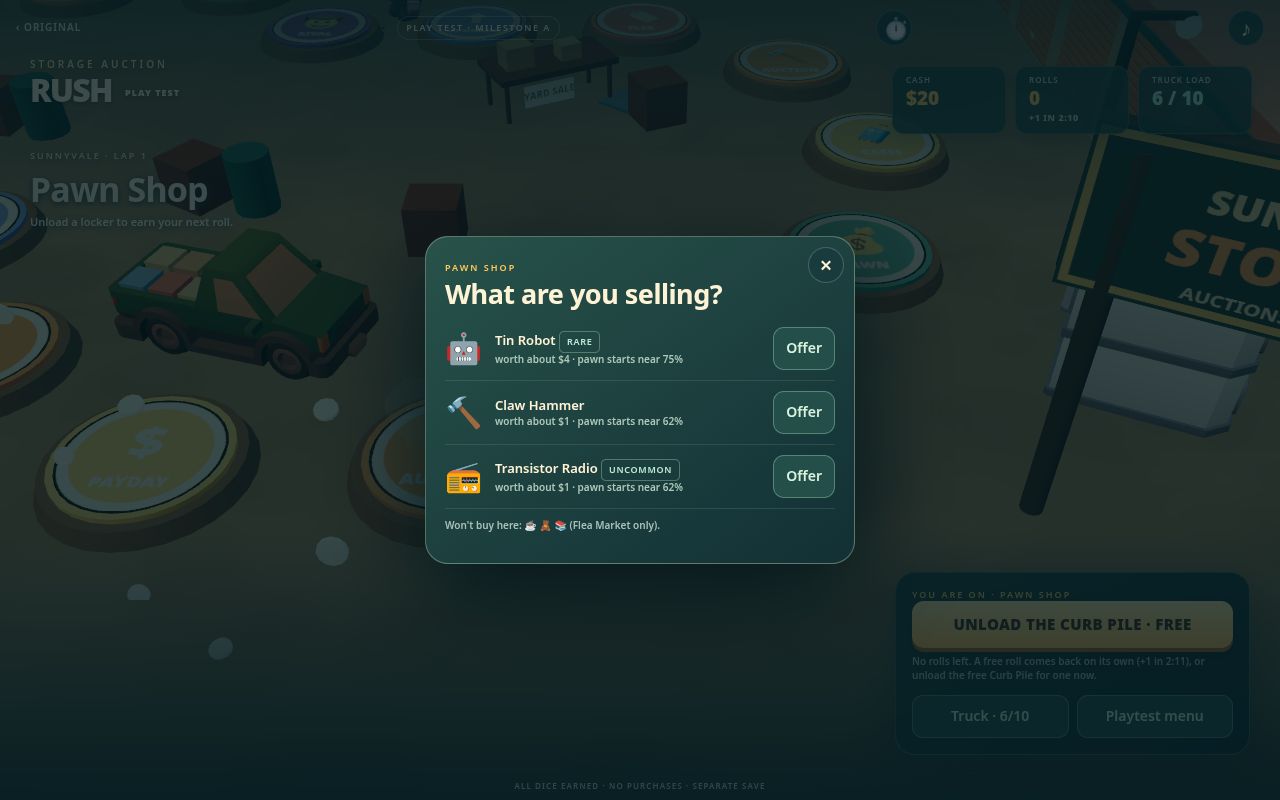 ‹ ORIGINAL
PLAY TEST · MILESTONE A
STORAGE AUCTION
RUSH PLAY TEST
CASH
$20
ROLLS
0
+1 IN 2:10
TRUCK LOAD
6 / 10
SUNNYVALE · LAP 1
Pawn Shop
Unload a locker to earn your next roll.
YARD SALE
AUCTION
PAWN
SUN
STO
AUCTIONS
$
PAYDAY
AU
PAWN SHOP
What are you selling?
Tin Robot RARE
worth about $4 · pawn starts near 75%
Offer
Claw Hammer
worth about $1 · pawn starts near 62%
Offer
Transistor Radio UNCOMMON
worth about $1 · pawn starts near 62%
Offer
Won't buy here: ☕ 🧸 📚 (Flea Market only).
YOU ARE ON · PAWN SHOP
UNLOAD THE CURB PILE · FREE
No rolls left. A free roll comes back on its own (+1 in 2:11), or
unload the free Curb Pile for one now.
Truck · 6/10
Playtest menu
ALL DICE EARNED · NO PURCHASES · SEPARATE SAVE